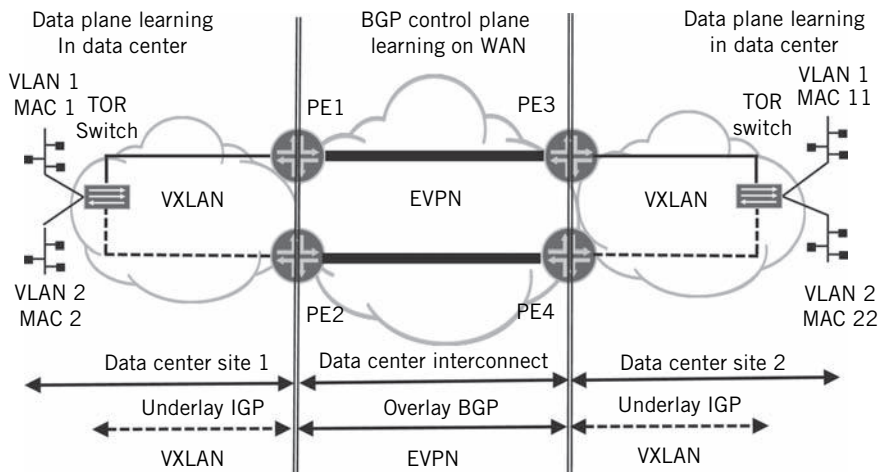 Data plane learning
In data center
BGP control plane
learning on WAN
Data plane learning
in data center
VLAN 1
MAC 1
TOR
Switch
PE1
PE3
TOR
switch
VLAN 1
MAC 11
VXLAN
EVPN
VXLAN
VLAN 2
MAC 2
PE2
PE4
VLAN 2
MAC 22
Data center site 1
Data center interconnect
Data center site 2
Underlay IGP
Overlay BGP
Underlay IGP
VXLAN
EVPN
VXLAN